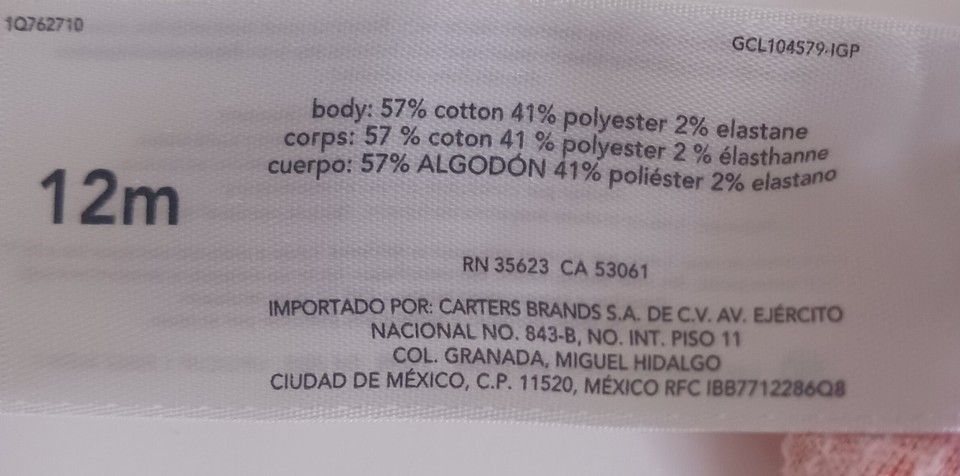 1Q762710
GCL104579-IGP
body: 57% cotton 41% polyester 2% elastane
corps: 57 % coton 41 % polyester 2 % élasthanne
cuerpo: 57% ALGODÓN 41% poliéster 2% elastano
12m
RN 35623 CA 53061
IMPORTADO POR: CARTERS BRANDS S.A. DE C.V. AV. EJÉRCITO
NACIONAL NO. 843-B, NO. INT. PISO 11
COL. GRANADA, MIGUEL HIDALGO
CIUDAD DE MÉXICO, C.P. 11520, MÉXICO RFC IBB7712286Q8